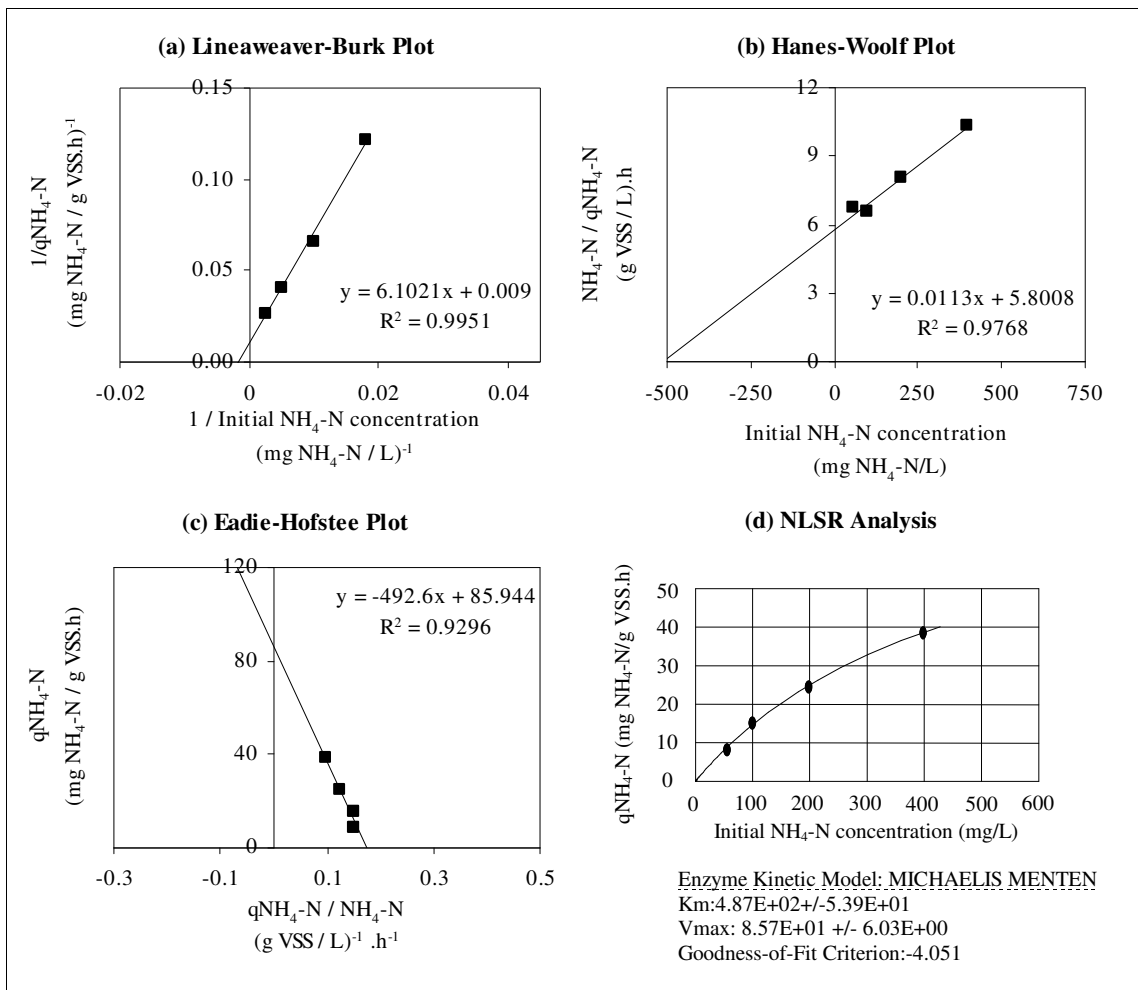 (a) Lineaweaver-Burk Plot
1/qNH₄-N
(mg NH₄-N / g VSS.h)⁻¹
0.15
0.10
0.05
0.00
y = 6.1021x + 0.009
R² = 0.9951
-0.02
0
0.02
0.04
1 / Initial NH₄-N concentration
(mg NH₄-N / L)⁻¹
(b) Hanes-Woolf Plot
NH₄-N / qNH₄-N
(g VSS / L).h
12
9
6
3
0
y = 0.0113x + 5.8008
R² = 0.9768
-500
-250
0
250
500
750
Initial NH₄-N concentration
(mg NH₄-N/L)
(c) Eadie-Hofstee Plot
qNH₄-N
(mg NH₄-N / g VSS.h)
120
80
40
0
y = -492.6x + 85.944
R² = 0.9296
-0.3
-0.1
0.1
0.3
0.5
qNH₄-N / NH₄-N
(g VSS / L)⁻¹ .h⁻¹
(d) NLSR Analysis
qNH₄-N (mg NH₄-N/g VSS.h)
50
40
30
20
10
0
0
100
200
300
400
500
600
Initial NH₄-N concentration (mg/L)
Enzyme Kinetic Model: MICHAELIS MENTEN
Km:4.87E+02+/-5.39E+01
Vmax: 8.57E+01 +/- 6.03E+00
Goodness-of-Fit Criterion:-4.051